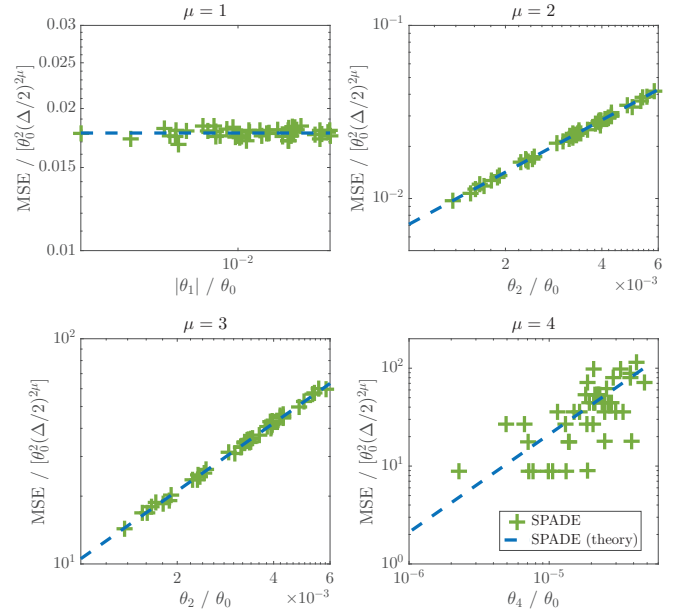 μ = 1
0.03
0.02
0.015
0.01
10⁻²
|θ₁| / θ₀
MSE / [θ₀²(Δ/2)^{2μ}]
μ = 2
10⁻¹
10⁻²
2
4
6
×10⁻³
θ₂ / θ₀
MSE / [θ₀²(Δ/2)^{2μ}]
μ = 3
10²
10¹
2
4
6
×10⁻³
θ₂ / θ₀
MSE / [θ₀²(Δ/2)^{2μ}]
μ = 4
10²
10¹
10⁰
10⁻⁶
10⁻⁵
θ₄ / θ₀
MSE / [θ₀²(Δ/2)^{2μ}]
SPADE
SPADE (theory)